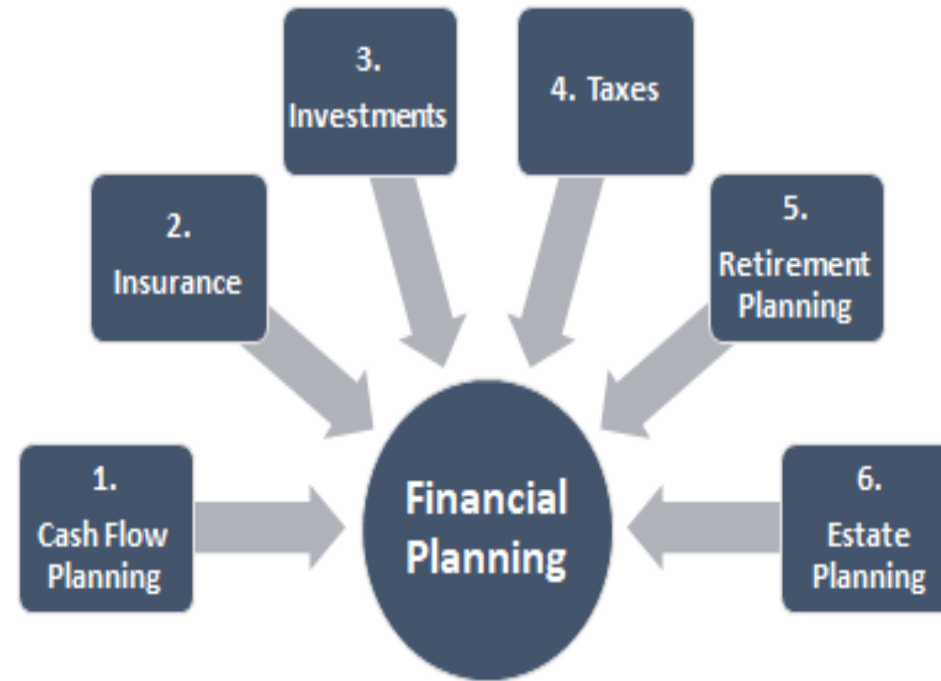 1.
Cash Flow
Planning
2.
Insurance
3.
Investments
4. Taxes
5.
Retirement
Planning
6.
Estate
Planning
Financial
Planning